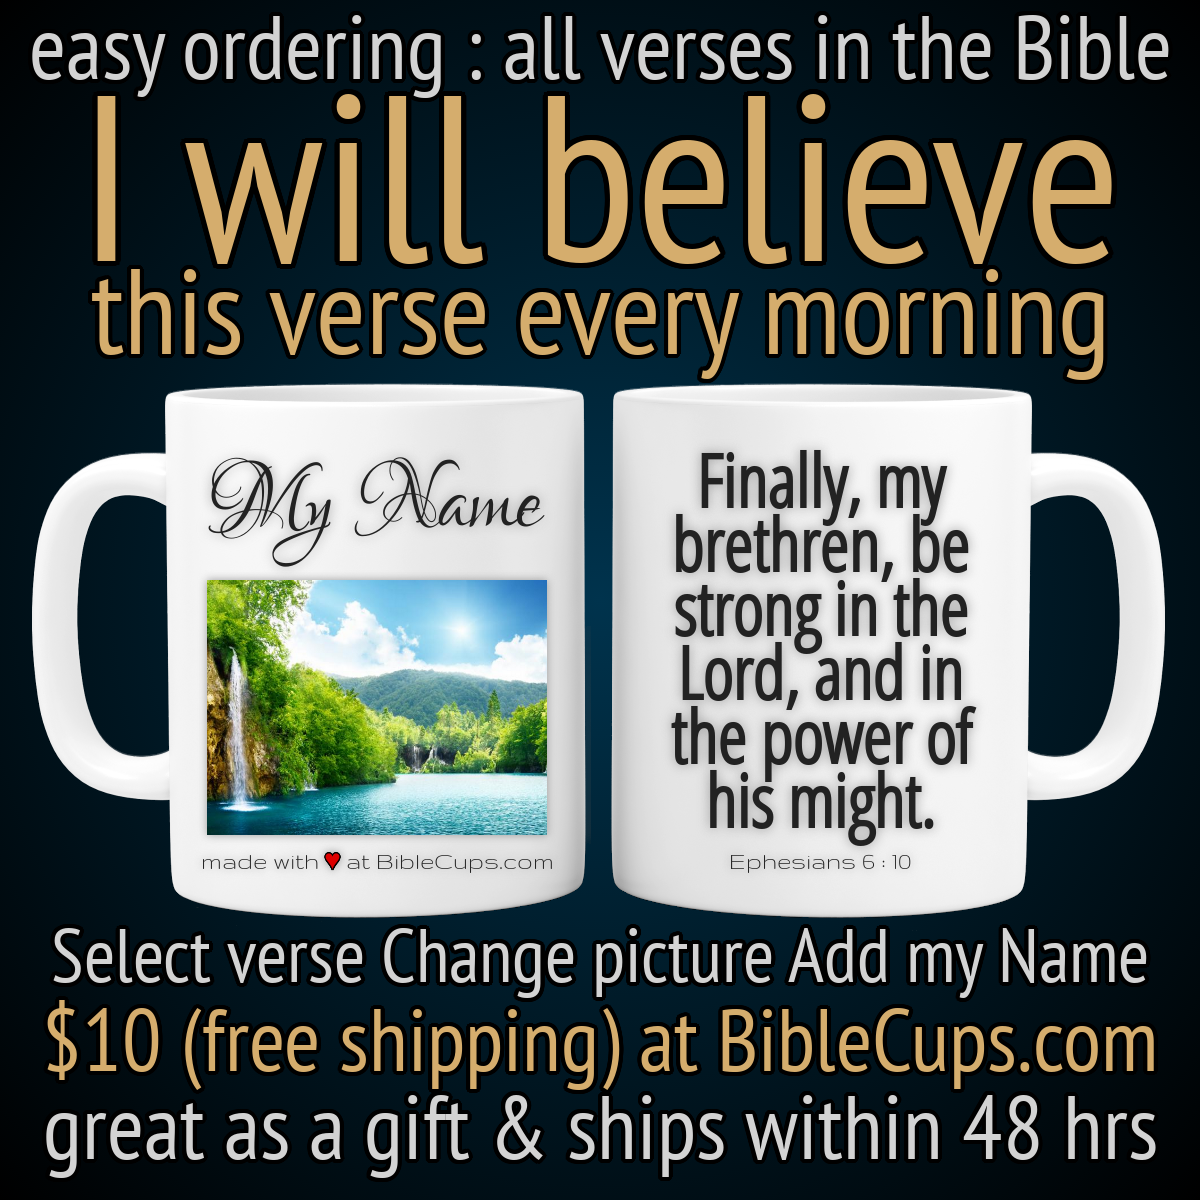 easy ordering : all verses in the Bible
I will believe
this verse every morning
My Name
made with ♥ at BibleCups.com
Finally, my
brethren, be
strong in the
Lord, and in
the power of
his might.
Ephesians 6 : 10
Select verse Change picture Add my Name
$10 (free shipping) at BibleCups.com
great as a gift & ships within 48 hrs